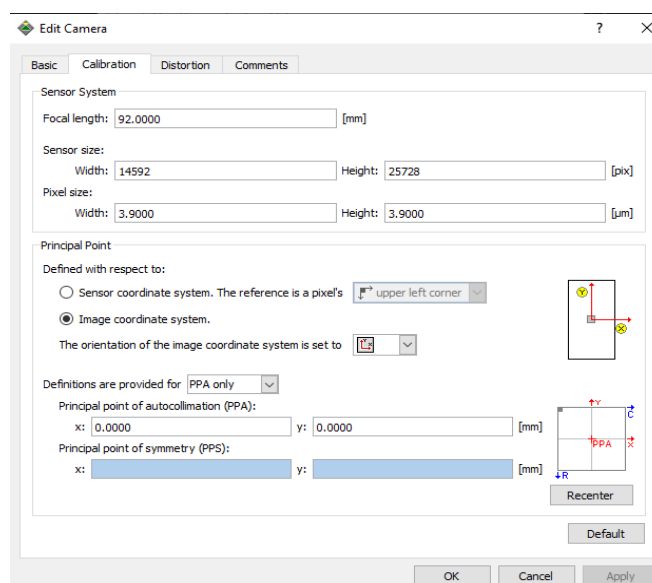 Edit Camera ? ×
Basic Calibration Distortion Comments
Sensor System
Focal length: 92.0000 [mm]
Sensor size:
Width: 14592 Height: 25728 [pix]
Pixel size:
Width: 3.9000 Height: 3.9000 [µm]
Principal Point
Defined with respect to:
Sensor coordinate system. The reference is a pixel's upper left corner
Image coordinate system.
The orientation of the image coordinate system is set to
Y
X
Definitions are provided for PPA only
Principal point of autocollimation (PPA):
x: 0.0000 y: 0.0000 [mm]
Principal point of symmetry (PPS):
x: y: [mm]
Y
C
X
PPA
R
Recenter
Default
OK Cancel Apply